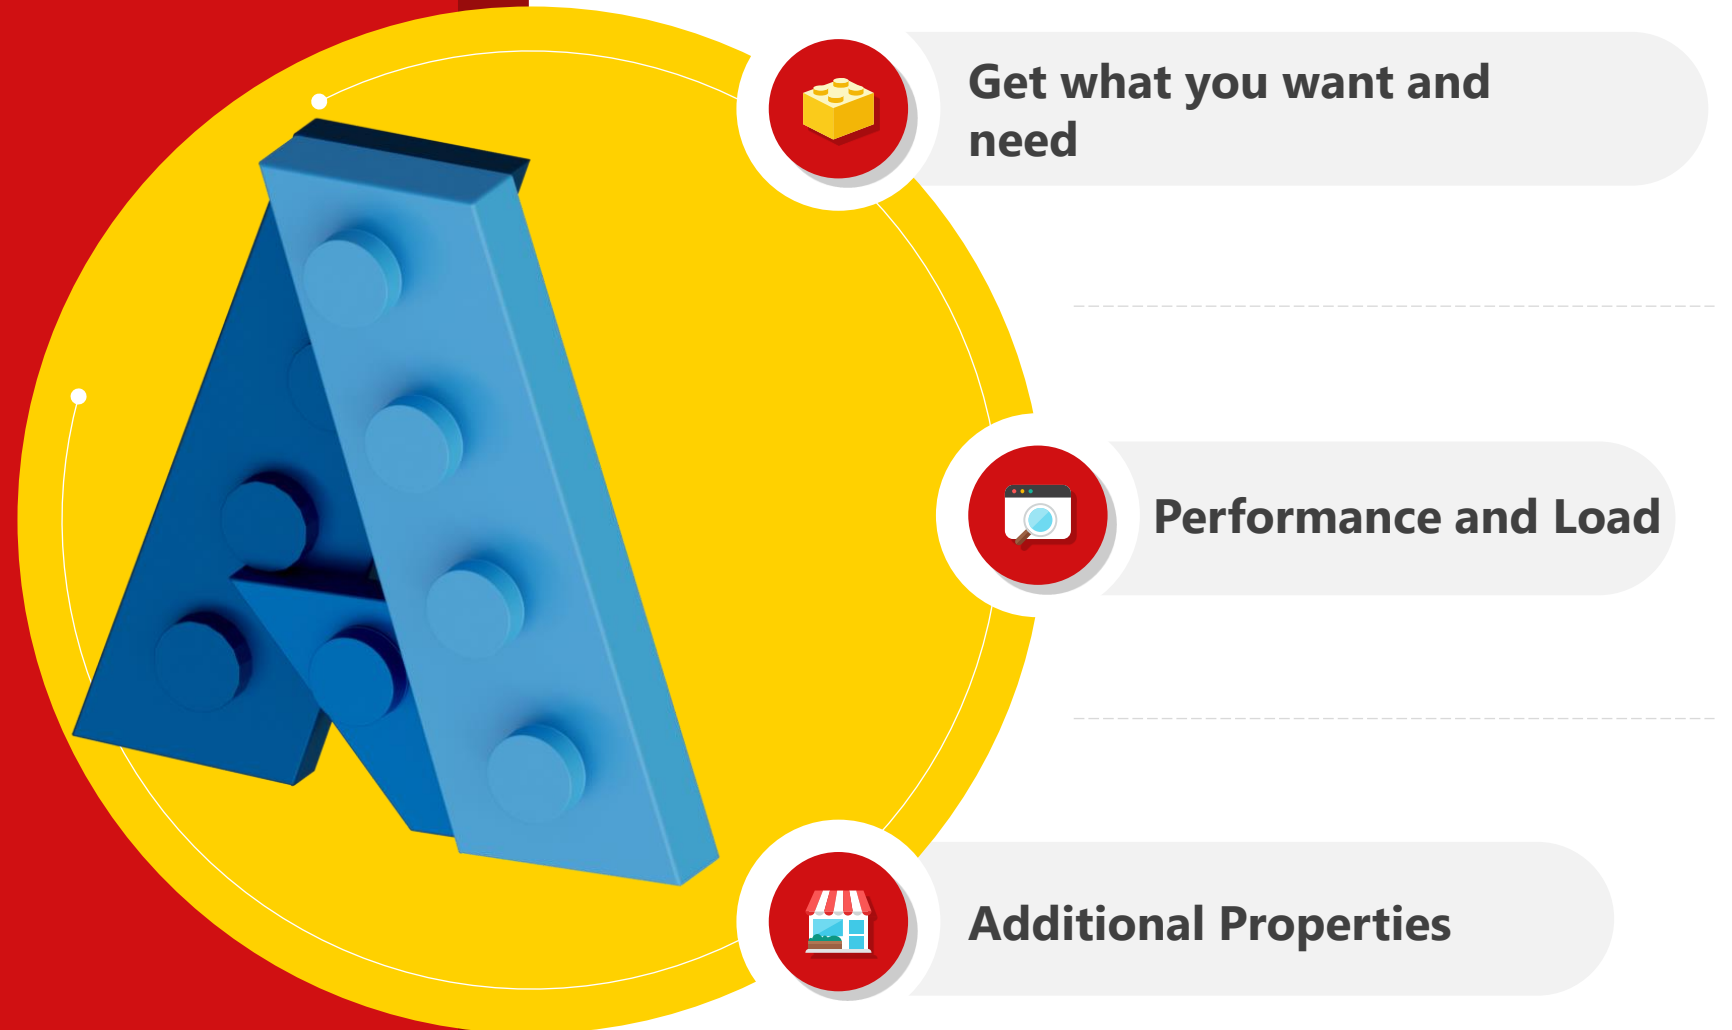 Get what you want and
need
Performance and Load
Additional Properties